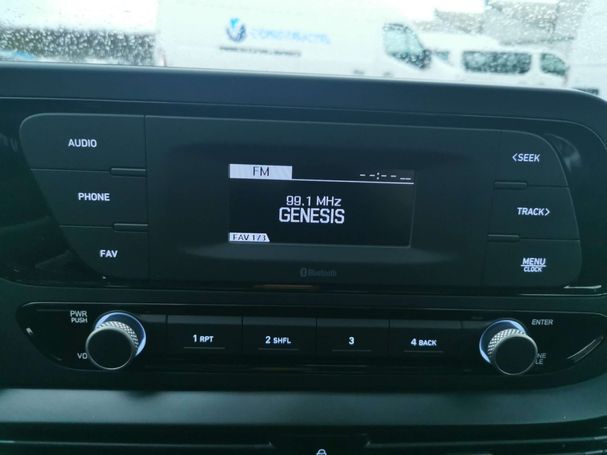 AUDIO
<SEEK
FM
--:-- --
PHONE
99.1 MHz
TRACK>
GENESIS
FAV
FAV 1/3
MENU
CLOCK
Bluetooth
PWR
PUSH
1 RPT
2 SHFL
3
4 BACK
ENTER
VO